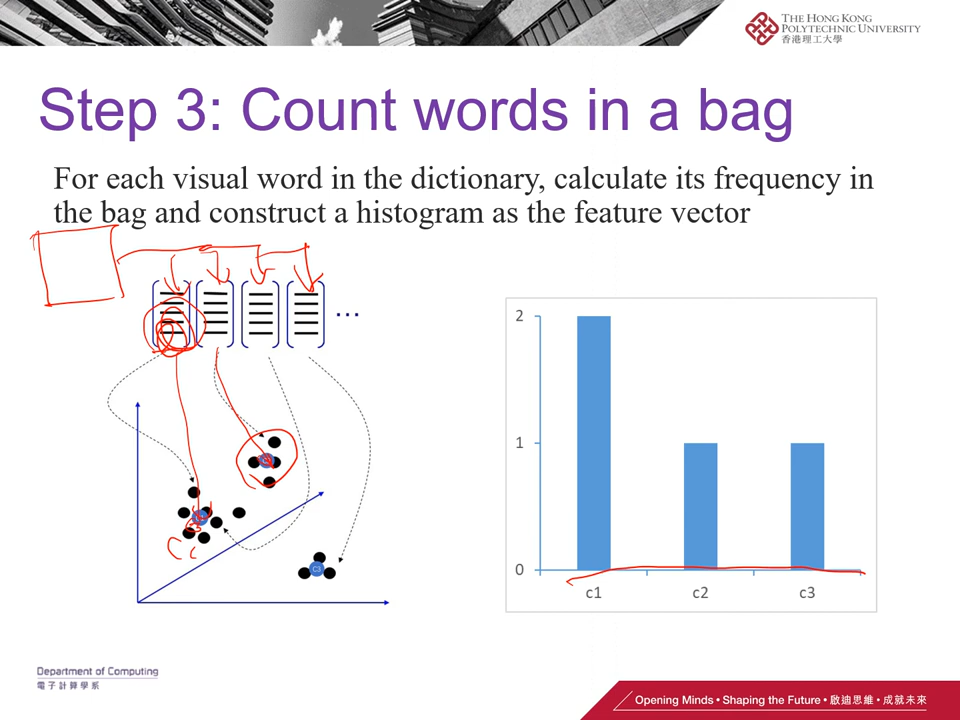 THE HONG KONG
POLYTECHNIC UNIVERSITY
香港理工大學
Step 3: Count words in a bag
For each visual word in the dictionary, calculate its frequency in
the bag and construct a histogram as the feature vector
...
2
1
0
c1 c2 c3
C3
Department of Computing
電子計算學系
Opening Minds • Shaping the Future • 啟迪思維 • 成就未來